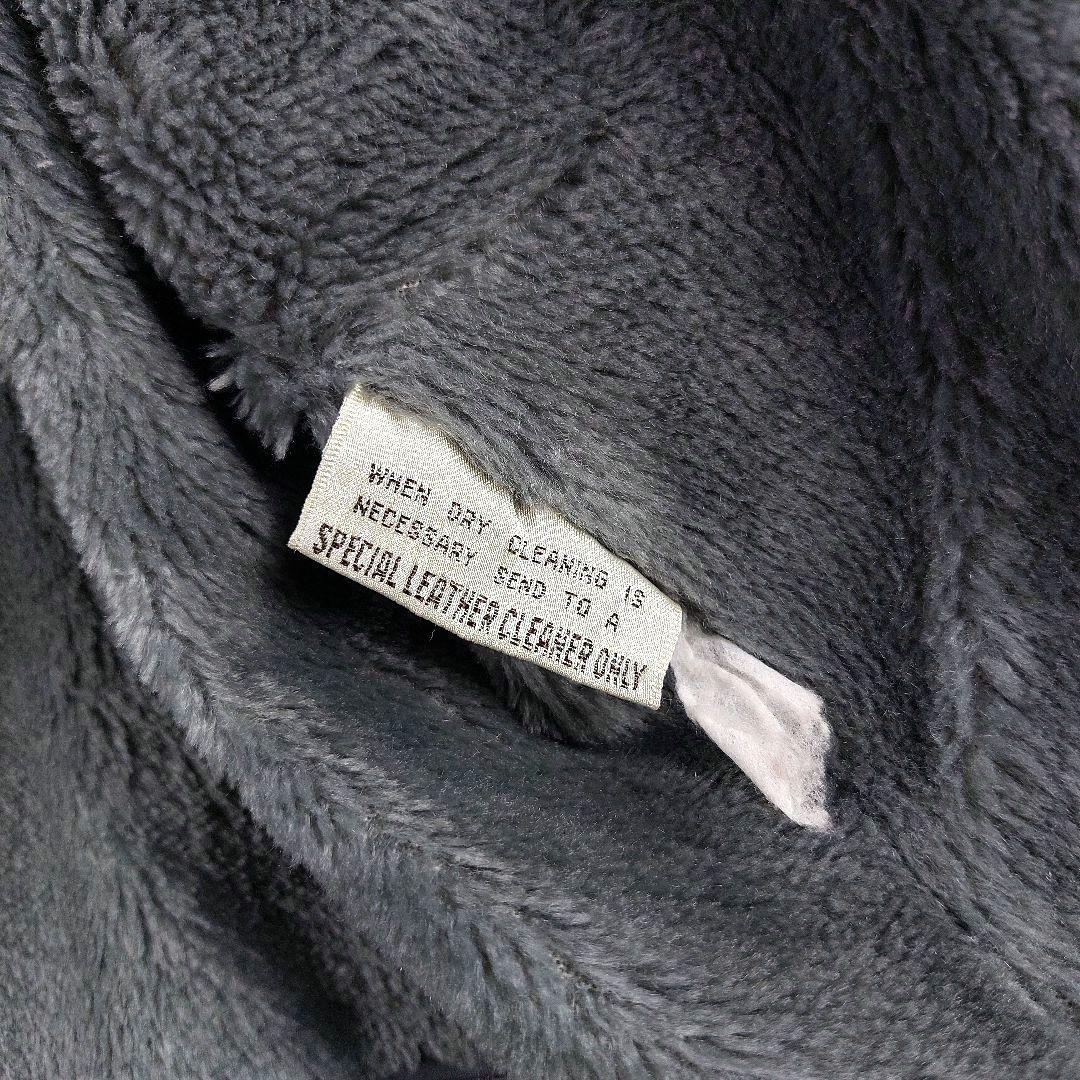 WHEN DRY CLEANING IS
NECESSARY SEND TO A
SPECIAL LEATHER CLEANER ONLY